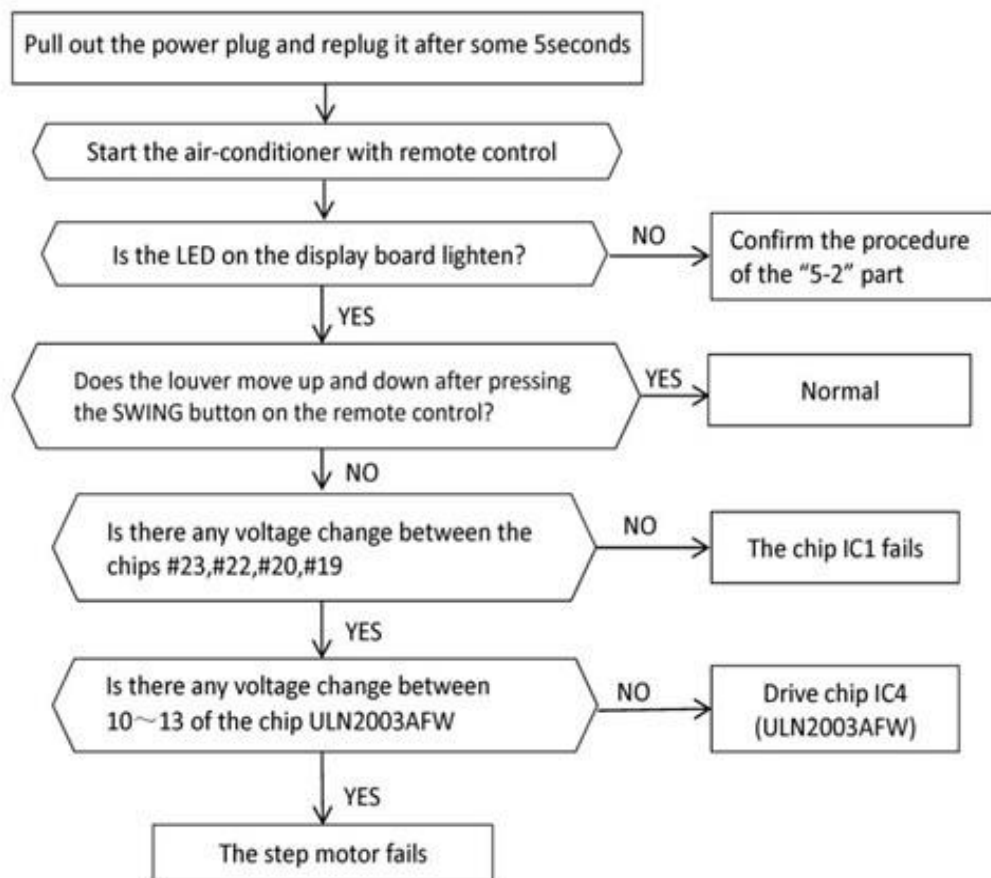 Pull out the power plug and replug it after some 5seconds
Start the air-conditioner with remote control
Is the LED on the display board lighten?
NO
Confirm the procedure
of the “5-2” part
YES
Does the louver move up and down after pressing
the SWING button on the remote control?
YES
Normal
NO
Is there any voltage change between the
chips #23,#22,#20,#19
NO
The chip IC1 fails
YES
Is there any voltage change between
10～13 of the chip ULN2003AFW
NO
Drive chip IC4
(ULN2003AFW)
YES
The step motor fails